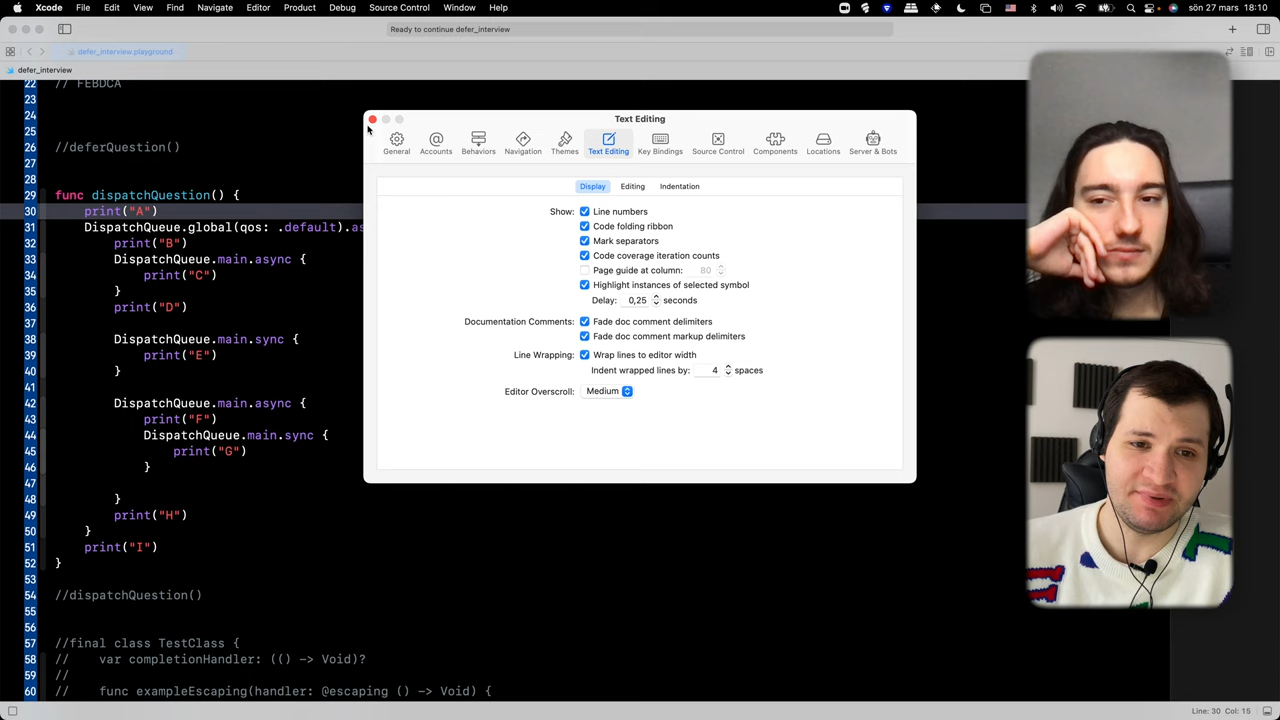 Xcode File Edit View Find Navigate Editor Product Debug Source Control Window Help
sön 27 mars 18:10
Ready to continue defer_interview
defer_interview.playground
defer_interview
22 // FEBDCA
23
24
25
26 //deferQuestion()
27
28
29 func dispatchQuestion() {
30 print("A")
31 DispatchQueue.global(qos: .default).as
32 print("B")
33 DispatchQueue.main.async {
34 print("C")
35 }
36 print("D")
37
38 DispatchQueue.main.sync {
39 print("E")
40 }
41
42 DispatchQueue.main.async {
43 print("F")
44 DispatchQueue.main.sync {
45 print("G")
46 }
47
48 }
49 print("H")
50 }
51 print("I")
52 }
53
54 //dispatchQuestion()
55
56
57 //final class TestClass {
58 // var completionHandler: (() -> Void)?
59 //
60 // func exampleEscaping(handler: @escaping () -> Void) {
Text Editing
General Accounts Behaviors Navigation Themes Text Editing Key Bindings Source Control Components Locations Server & Bots
Display Editing Indentation
Show: Line numbers
Code folding ribbon
Mark separators
Code coverage iteration counts
Page guide at column: 80
Highlight instances of selected symbol
Delay: 0,25 seconds
Documentation Comments: Fade doc comment delimiters
Fade doc comment markup delimiters
Line Wrapping: Wrap lines to editor width
Indent wrapped lines by: 4 spaces
Editor Overscroll: Medium
Line: 30 Col: 15